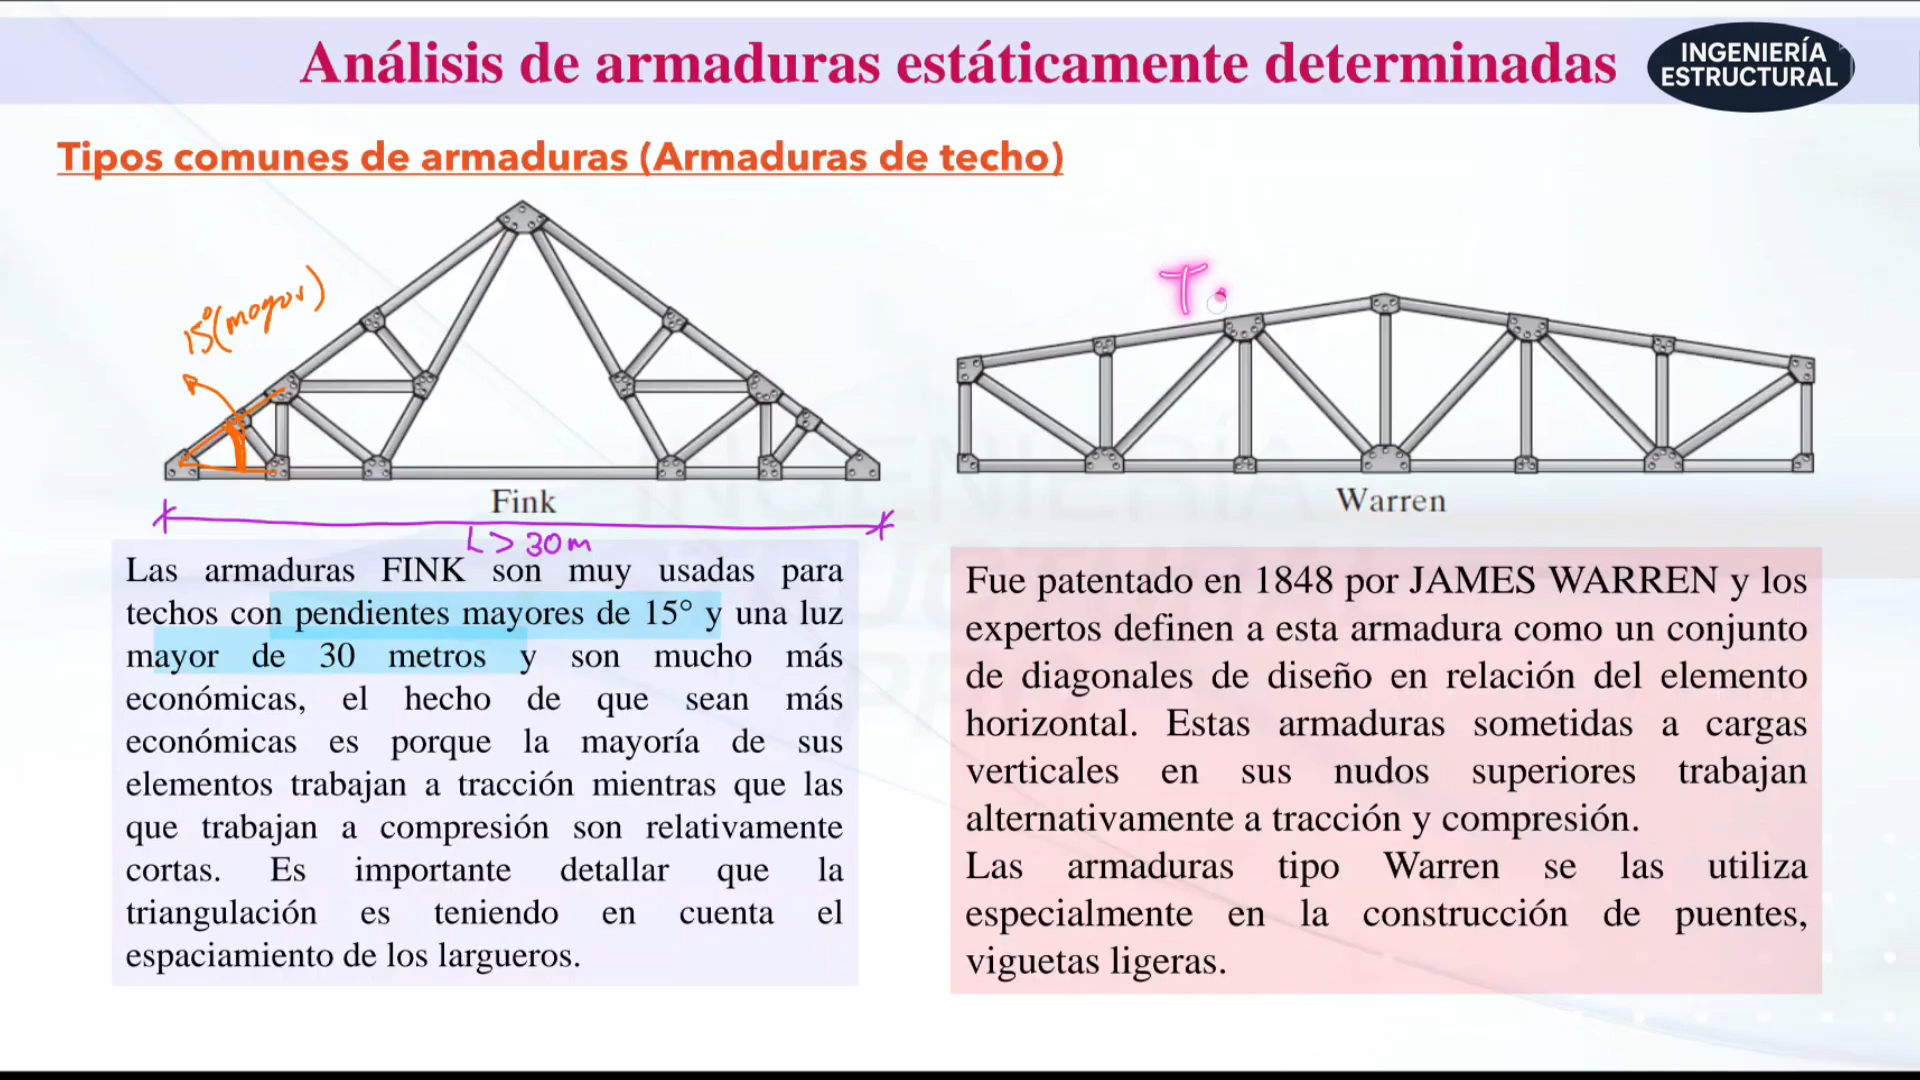 Análisis de armaduras estáticamente determinadas
INGENIERÍA
ESTRUCTURAL
Tipos comunes de armaduras (Armaduras de techo)
15°(mayor)
T
Fink
Warren
L > 30m
Las armaduras FINK son muy usadas para
techos con pendientes mayores de 15° y una luz
mayor de 30 metros y son mucho más
económicas, el hecho de que sean más
económicas es porque la mayoría de sus
elementos trabajan a tracción mientras que las
que trabajan a compresión son relativamente
cortas. Es importante detallar que la
triangulación es teniendo en cuenta el
espaciamiento de los largueros.
Fue patentado en 1848 por JAMES WARREN y los
expertos definen a esta armadura como un conjunto
de diagonales de diseño en relación del elemento
horizontal. Estas armaduras sometidas a cargas
verticales en sus nudos superiores trabajan
alternativamente a tracción y compresión.
Las armaduras tipo Warren se las utiliza
especialmente en la construcción de puentes,
viguetas ligeras.
INGENIERÍA
ESTRUCTURAL
PRO